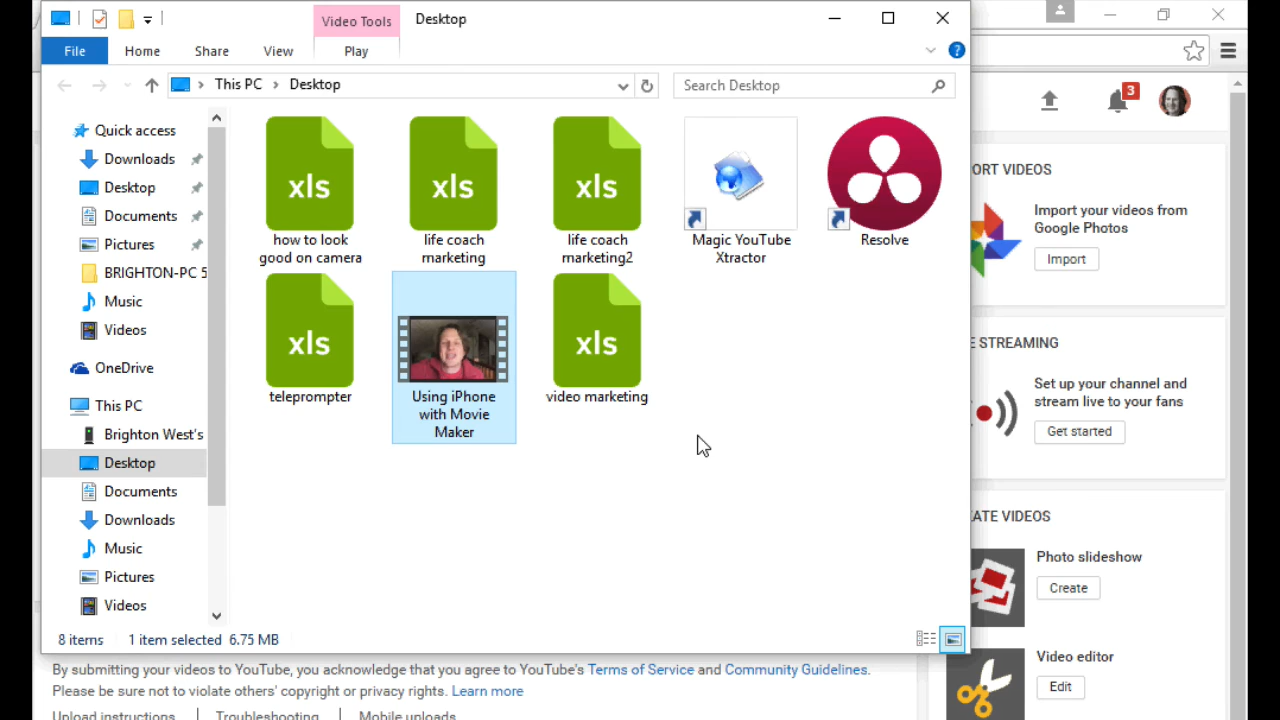 Video Tools
Desktop
File
Home
Share
View
Play
This PC
Desktop
Search Desktop
3
Quick access
Downloads
Desktop
Documents
Pictures
BRIGHTON-PC 5
Music
Videos
OneDrive
This PC
Brighton West's
Desktop
Documents
Downloads
Music
Pictures
Videos
xls
xls
xls
how to look
good on camera
life coach
marketing
life coach
marketing2
Magic YouTube
Xtractor
Resolve
xls
xls
teleprompter
Using iPhone
with Movie
Maker
video marketing
8 items
1 item selected 6.75 MB
ORT VIDEOS
Import your videos from
Google Photos
Import
E STREAMING
Set up your channel and
stream live to your fans
Get started
ATE VIDEOS
Photo slideshow
Create
Video editor
Edit
By submitting your videos to YouTube, you acknowledge that you agree to YouTube's Terms of Service and Community Guidelines.
Please be sure not to violate others' copyright or privacy rights. Learn more
Upload instructions
Troubleshooting
Mobile uploads